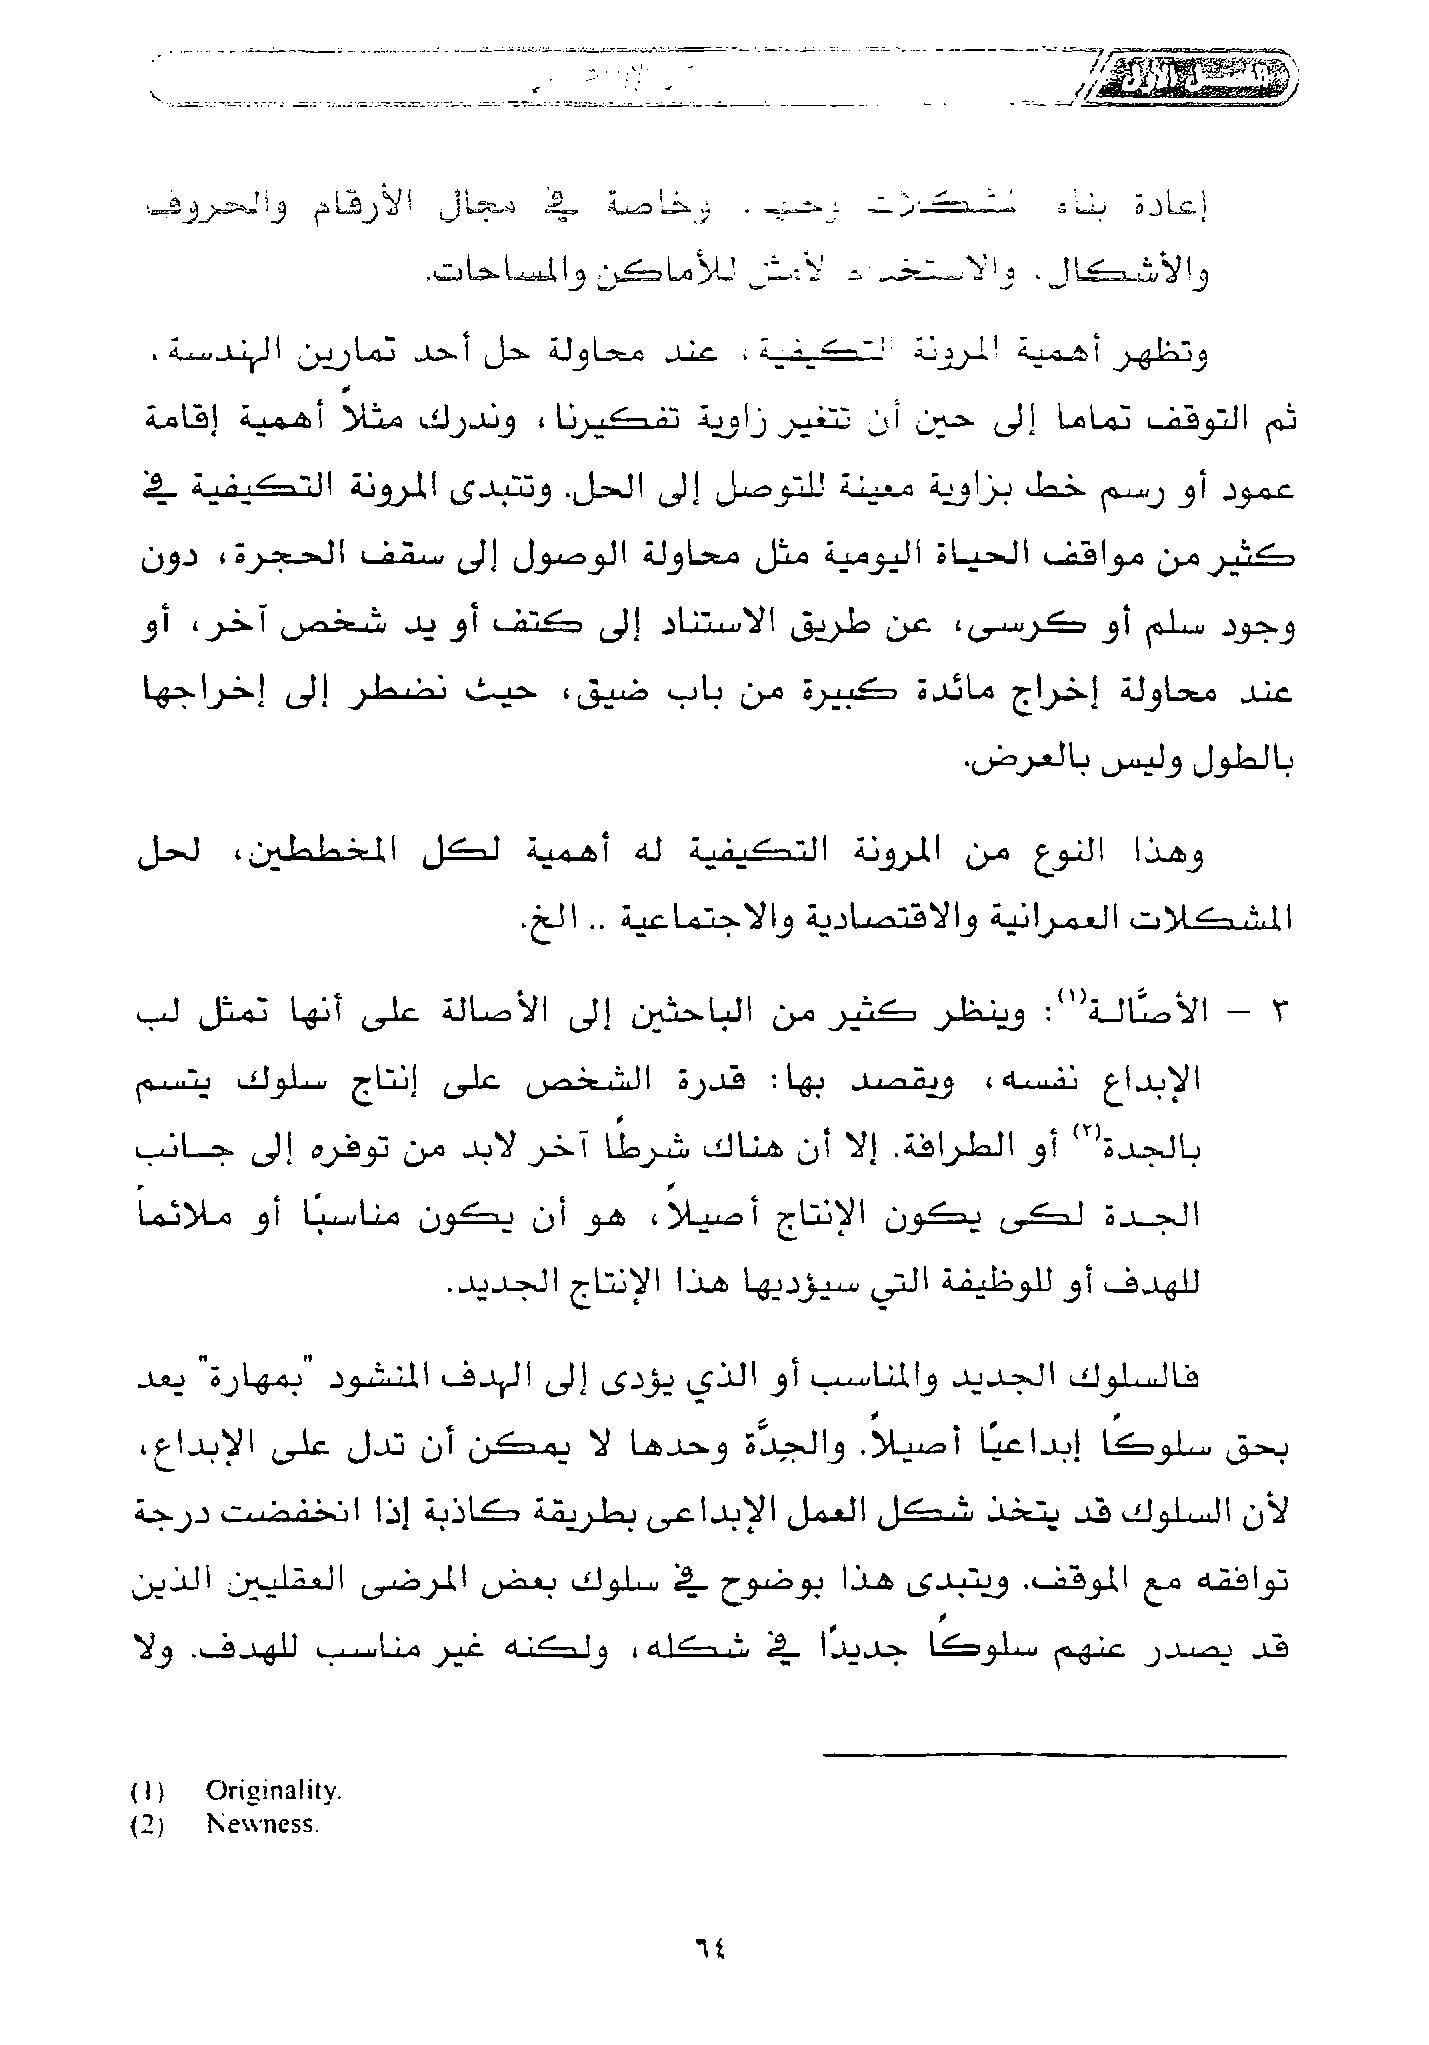 الفصل الأول
إعادة بناء المشكلات وحلها. وخاصة في مجال الأرقام والحروف
والأشكال. والاستخدام الأمثل للأماكن والمساحات.
وتظهر أهمية المرونة التكيفية، عند محاولة حل أحد تمارين الهندسة،
ثم التوقف تماما إلى حين أن تتغير زاوية تفكيرنا، وندرك مثلاً أهمية إقامة
عمود أو رسم خط بزاوية معينة للتوصل إلى الحل. وتتبدى المرونة التكيفية في
كثير من مواقف الحياة اليومية مثل محاولة الوصول إلى سقف الحجرة، دون
وجود سلم أو كرسى، عن طريق الاستناد إلى كتف أو يد شخص آخر، أو
عند محاولة إخراج مائدة كبيرة من باب ضيق، حيث نضطر إلى إخراجها
بالطول وليس بالعرض.
وهذا النوع من المرونة التكيفية له أهمية لكل المخططين، لحل
المشكلات العمرانية والاقتصادية والاجتماعية .. الخ.
٣ – الأصَالة(١): وينظر كثير من الباحثين إلى الأصالة على أنها تمثل لب
الإبداع نفسه، ويقصد بها: قدرة الشخص على إنتاج سلوك يتسم
بالجدة(٢) أو الطرافة. إلا أن هناك شرطًا آخر لابد من توفره إلى جانب
الجدة لكى يكون الإنتاج أصيلاً، هو أن يكون مناسبًا أو ملائمًا
للهدف أو للوظيفة التي سيؤديها هذا الإنتاج الجديد.
فالسلوك الجديد والمناسب أو الذي يؤدى إلى الهدف المنشود "بمهارة" يعد
بحق سلوكًا إبداعيًا أصيلاً. والجِدَّة وحدها لا يمكن أن تدل على الإبداع،
لأن السلوك قد يتخذ شكل العمل الإبداعى بطريقة كاذبة إذا انخفضت درجة
توافقه مع الموقف. ويتبدى هذا بوضوح في سلوك بعض المرضى العقليين الذين
قد يصدر عنهم سلوكًا جديدًا في شكله، ولكنه غير مناسب للهدف. ولا
(1) Originality.
(2) Newness.
٦٤